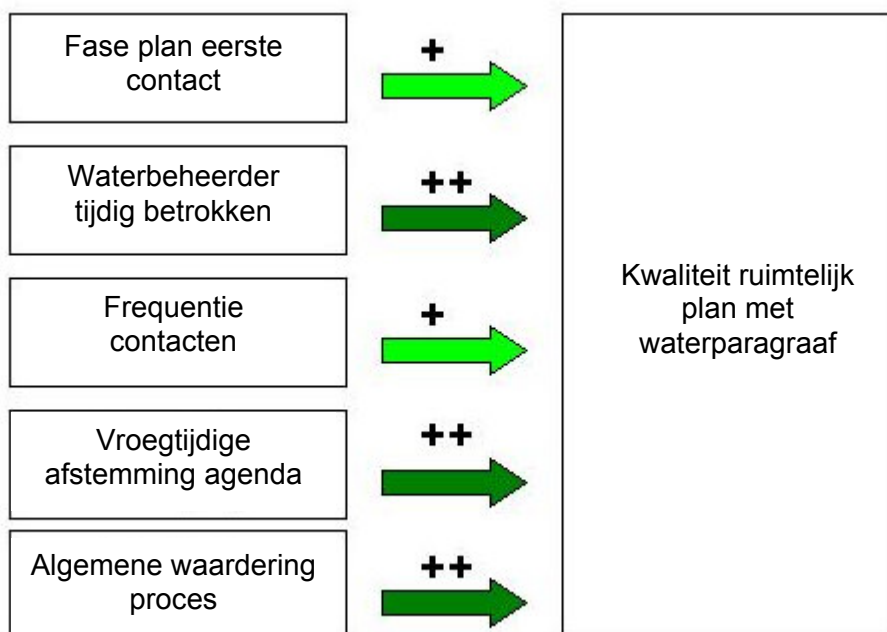 Fase plan eerste
contact
+
Waterbeheerder
tijdig betrokken
++
Frequentie
contacten
+
Vroegtijdige
afstemming agenda
++
Algemene waardering
proces
++
Kwaliteit ruimtelijk
plan met
waterparagraaf